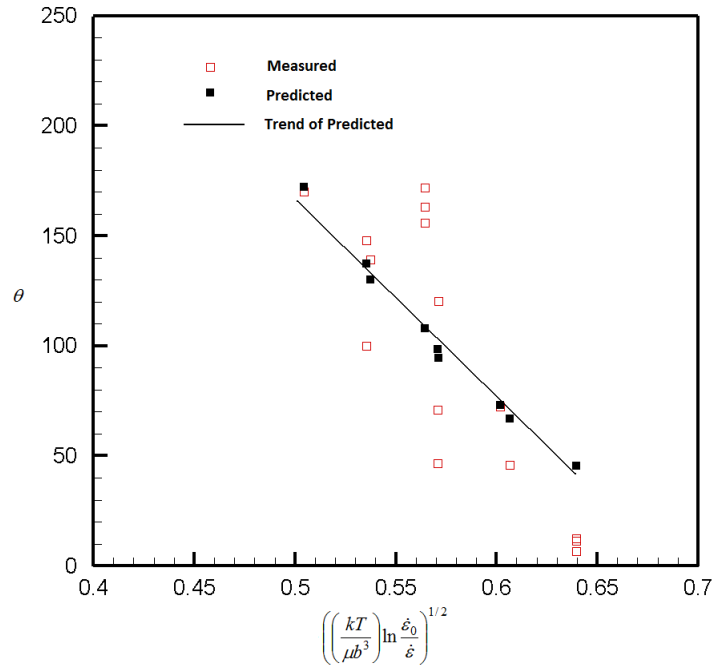 250
200
150
100
50
0
θ
Measured
Predicted
Trend of Predicted
0.4 0.45 0.5 0.55 0.6 0.65 0.7
((kT/μb³) ln ε̇₀/ε̇)^1/2